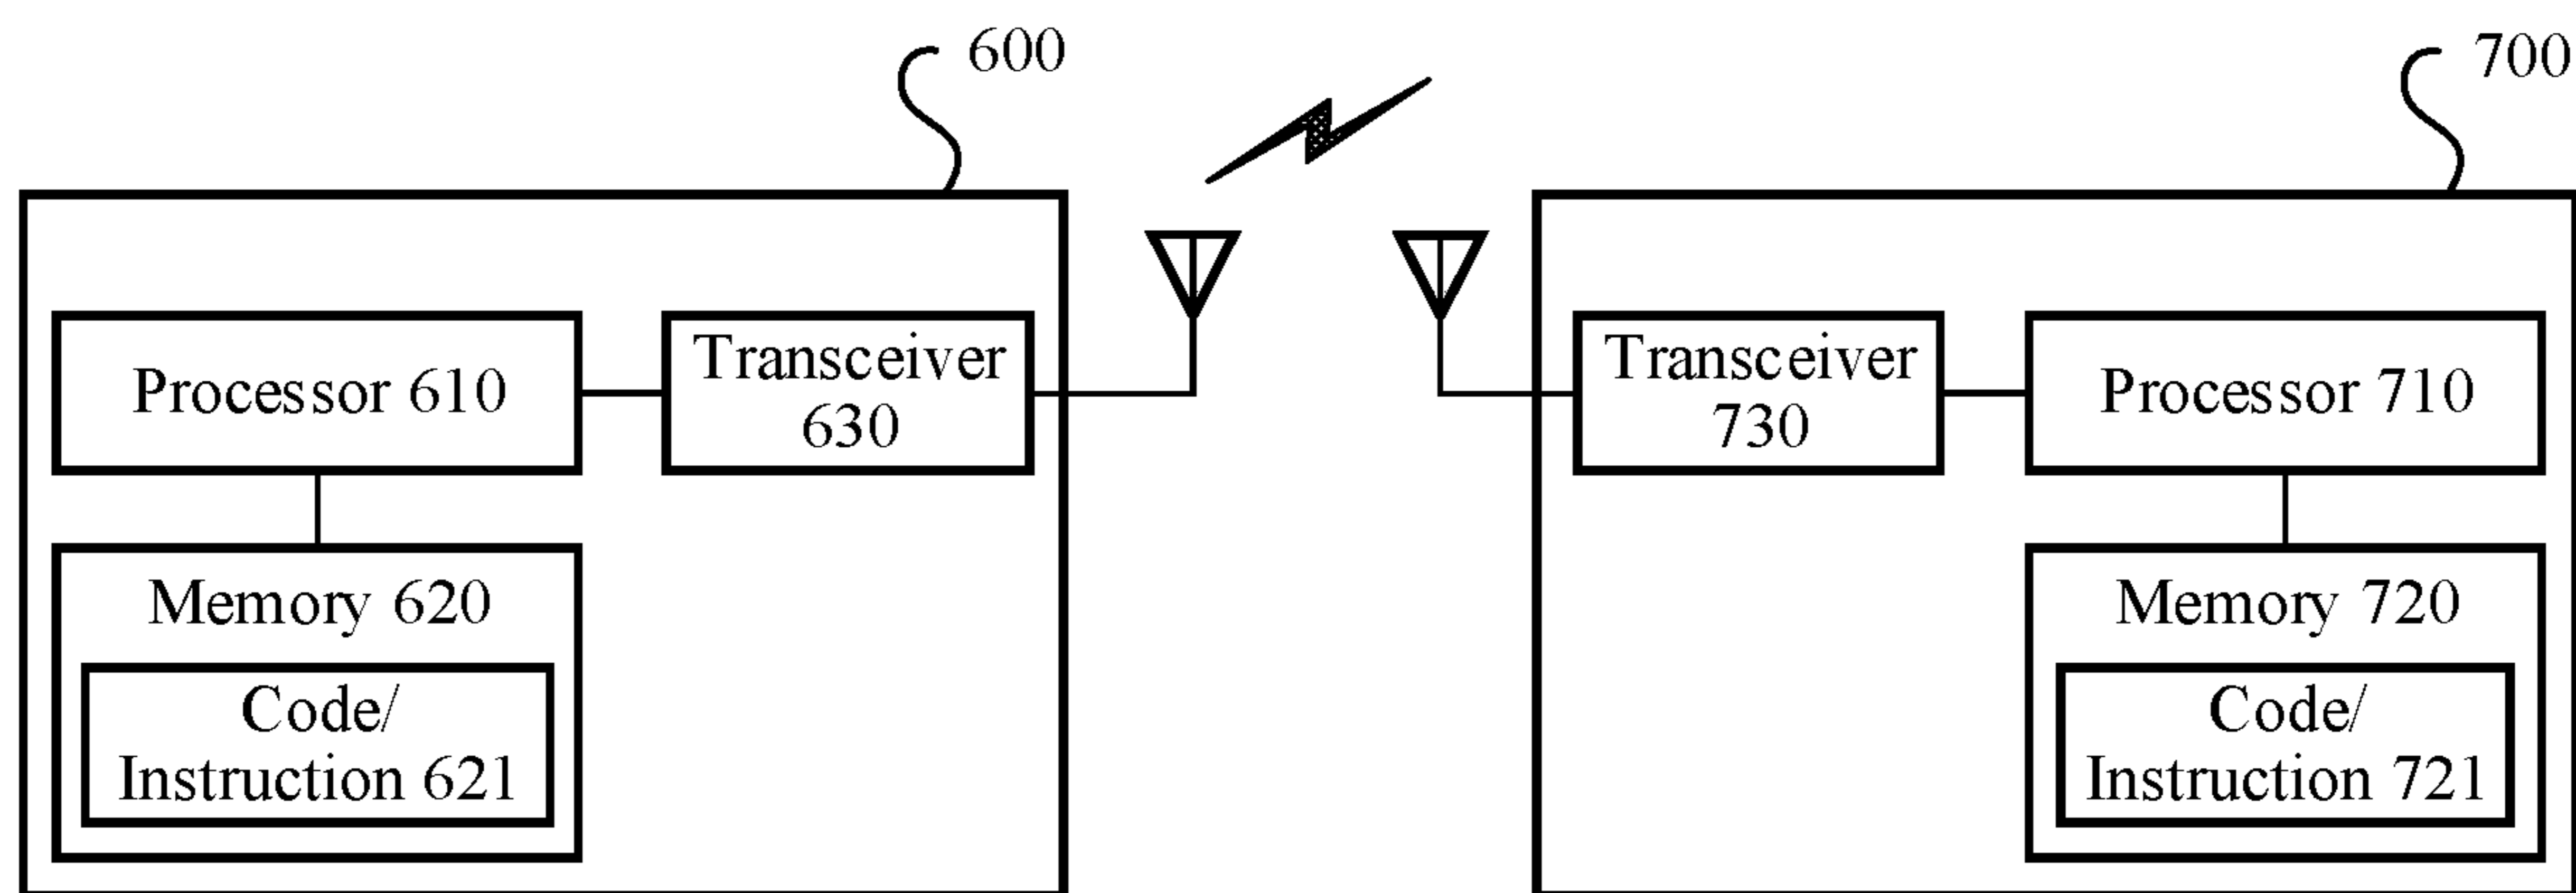 600
700
Processor 610
Transceiver
630
Transceiver
730
Processor 710
Memory 620
Code/
Instruction 621
Memory 720
Code/
Instruction 721